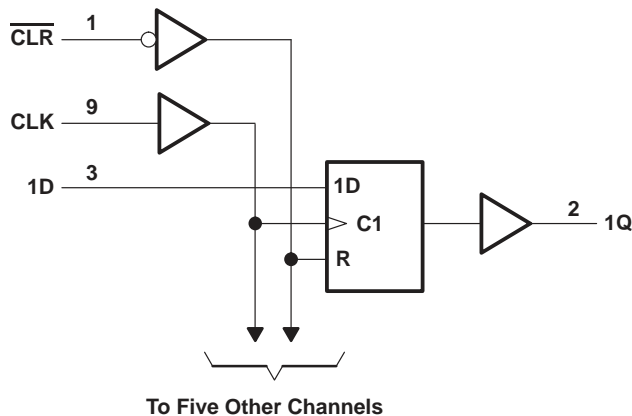 CLR 1
CLK 9
1D 3
1D
C1
R
2 1Q
To Five Other Channels